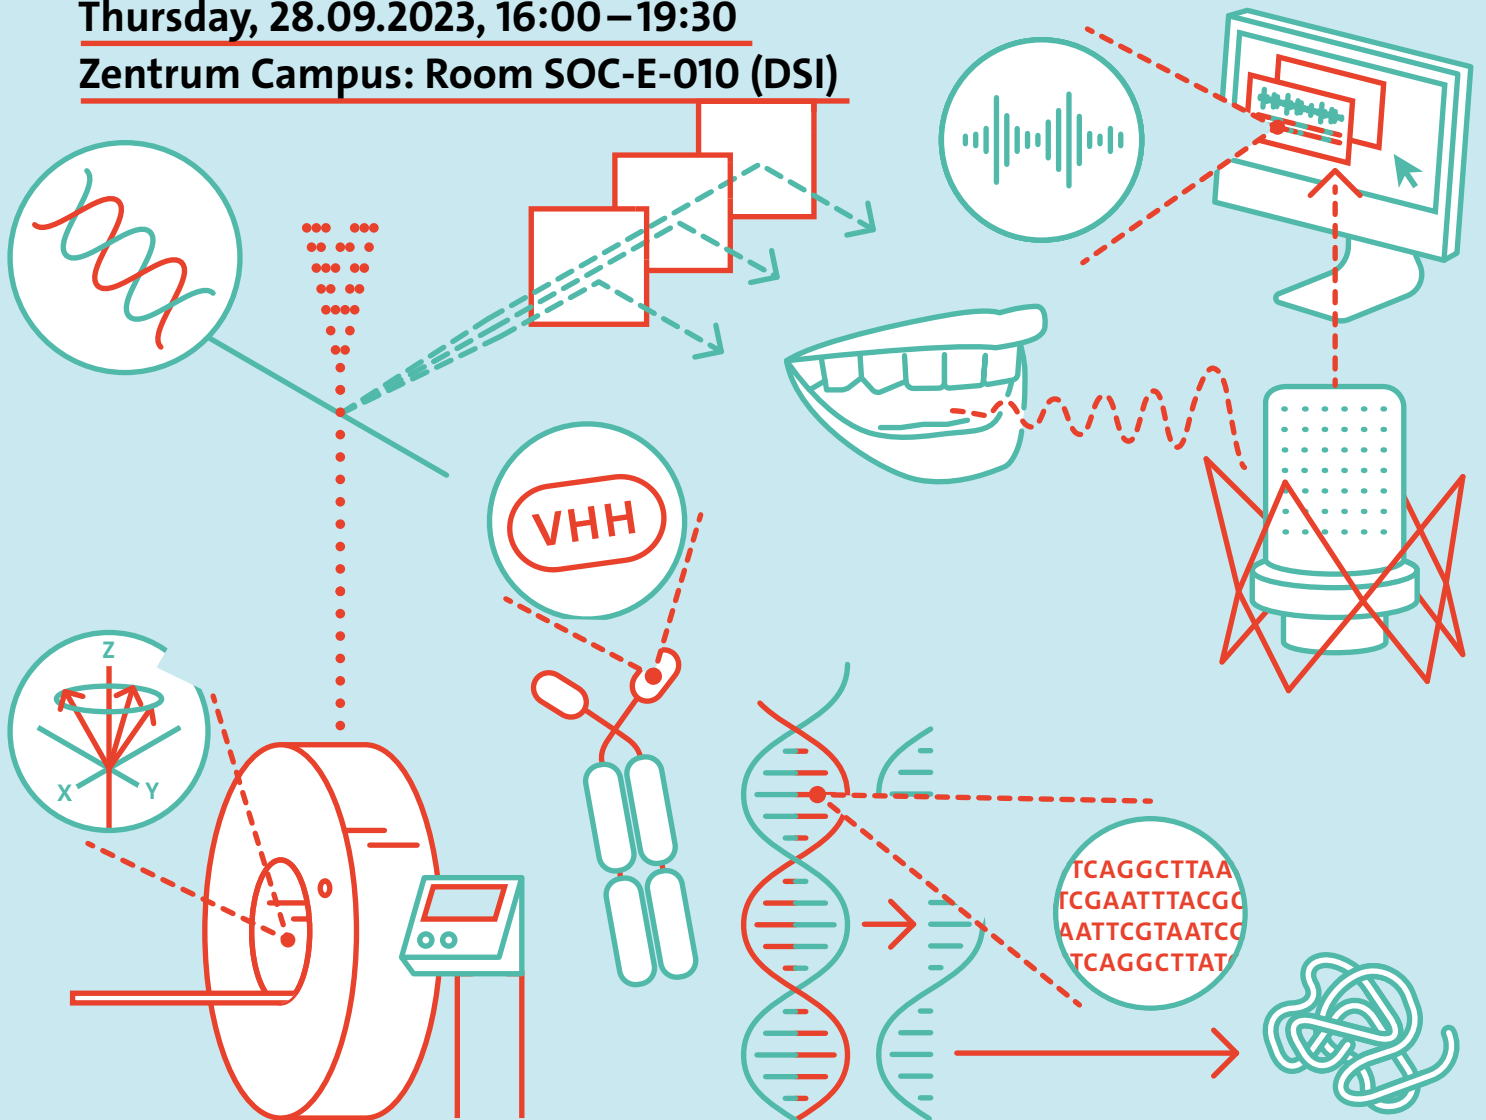 Thursday, 28.09.2023, 16:00–19:30
Zentrum Campus: Room SOC-E-010 (DSI)
VHH
Z
X
Y
TCAGGCTTAA
TCGAATTTACGC
AATTCGTAATCC
TCAGGCTTAT